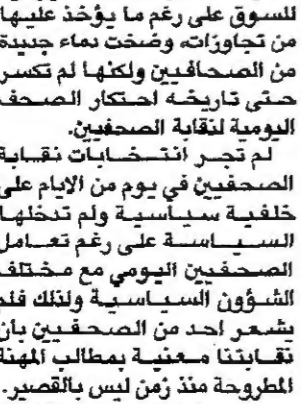 للسوق على رغم ما يؤخذ عليها
من تجاوزات، وضخت دماء جديدة
من الصحافيين ولكنها لم تكسر
حتى تاريخه احتكار الصحف
اليومية لنقابة الصحفيين.
لم تجر انتخابات نقابة
الصحفيين في يوم من الايام على
خلفية سياسية ولم تدخلها
السياسة على رغم تعامل
الصحفيين اليومي مع مختلف
الشؤون السياسية ولذلك فلم
يشعر احد من الصحفيين بان
نقابتنا معنية بمطالب المهنة
المطروحة منذ زمن ليس بالقصير.